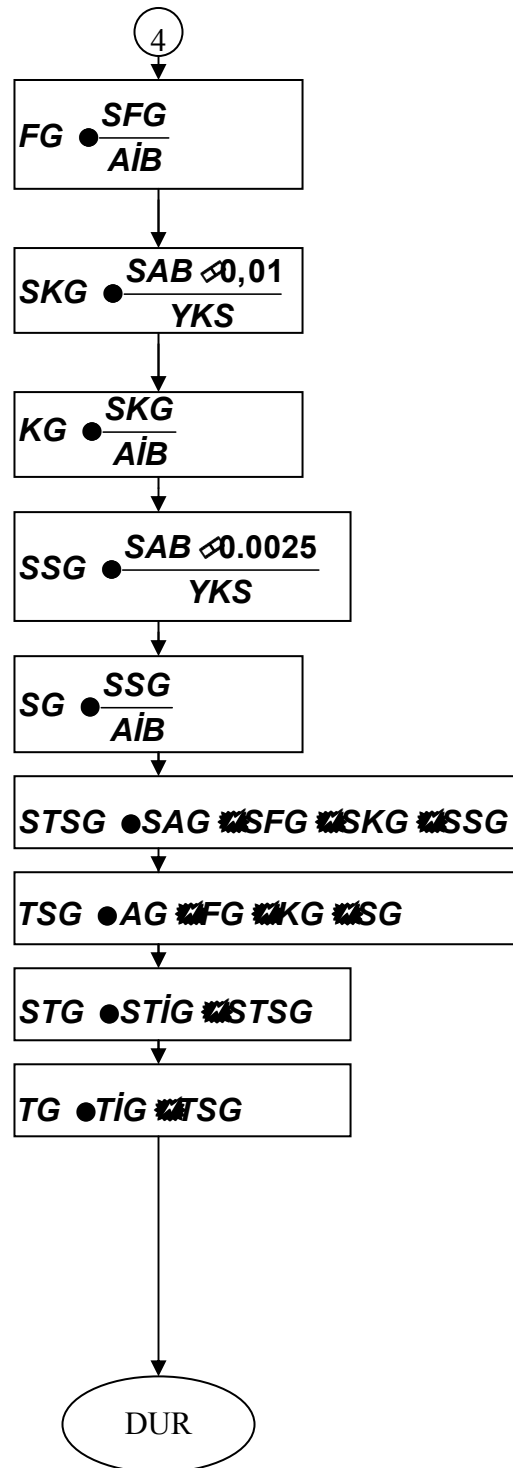 4
FG ● SFG
AİB
SKG ● SAB 0,01
YKS
KG ● SKG
AİB
SSG ● SAB 0.0025
YKS
SG ● SSG
AİB
STSG ● SAG SFG SKG SSG
TSG ● AG FG KG SG
STG ● STİG STSG
TG ● TİG TSG
DUR